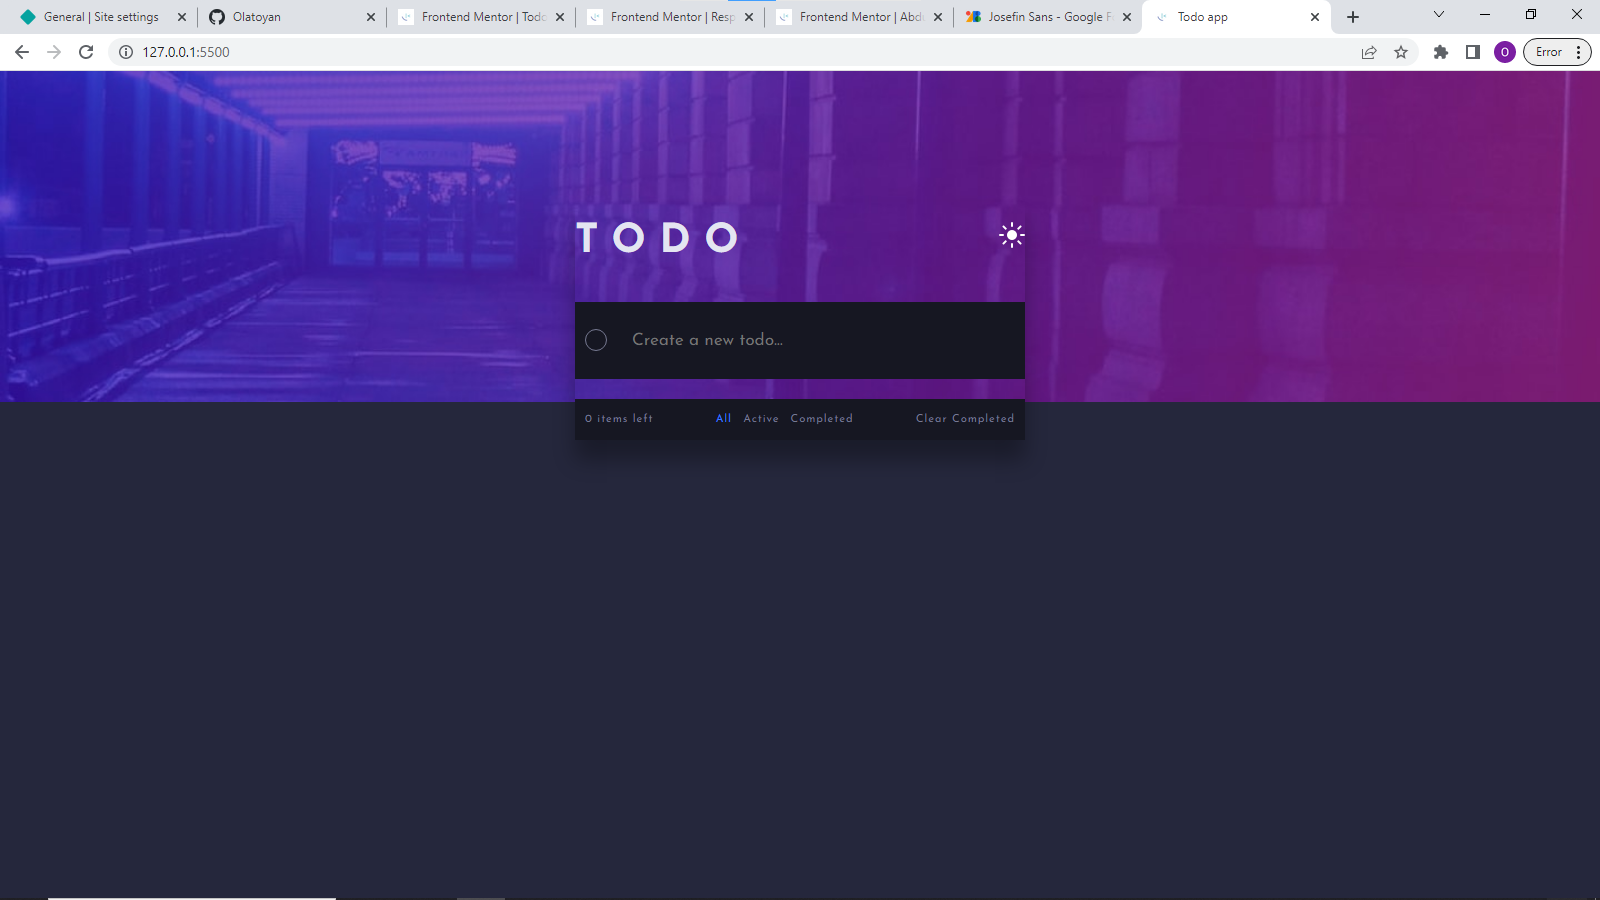 General | Site settings
Olatoyan
Frontend Mentor | Todo
Frontend Mentor | Resp
Frontend Mentor | Abdu
Josefin Sans - Google F
Todo app
127.0.0.1:5500
O
Error
TODO
Create a new todo...
0 items left
All
Active
Completed
Clear Completed